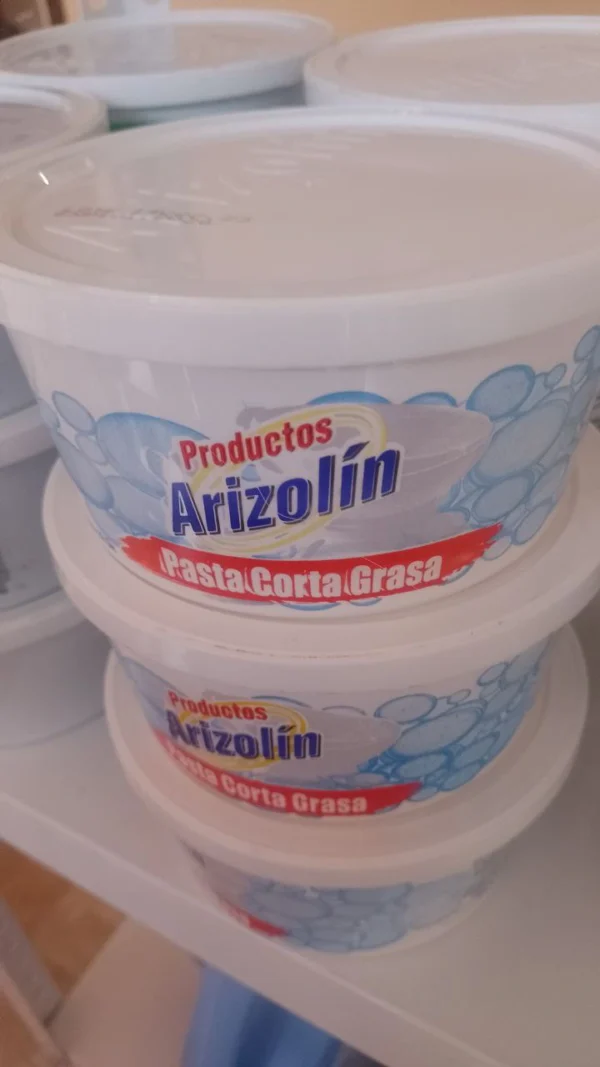 Productos
Arizolín
Pasta Corta Grasa
Productos
Arizolín
Pasta Corta Grasa